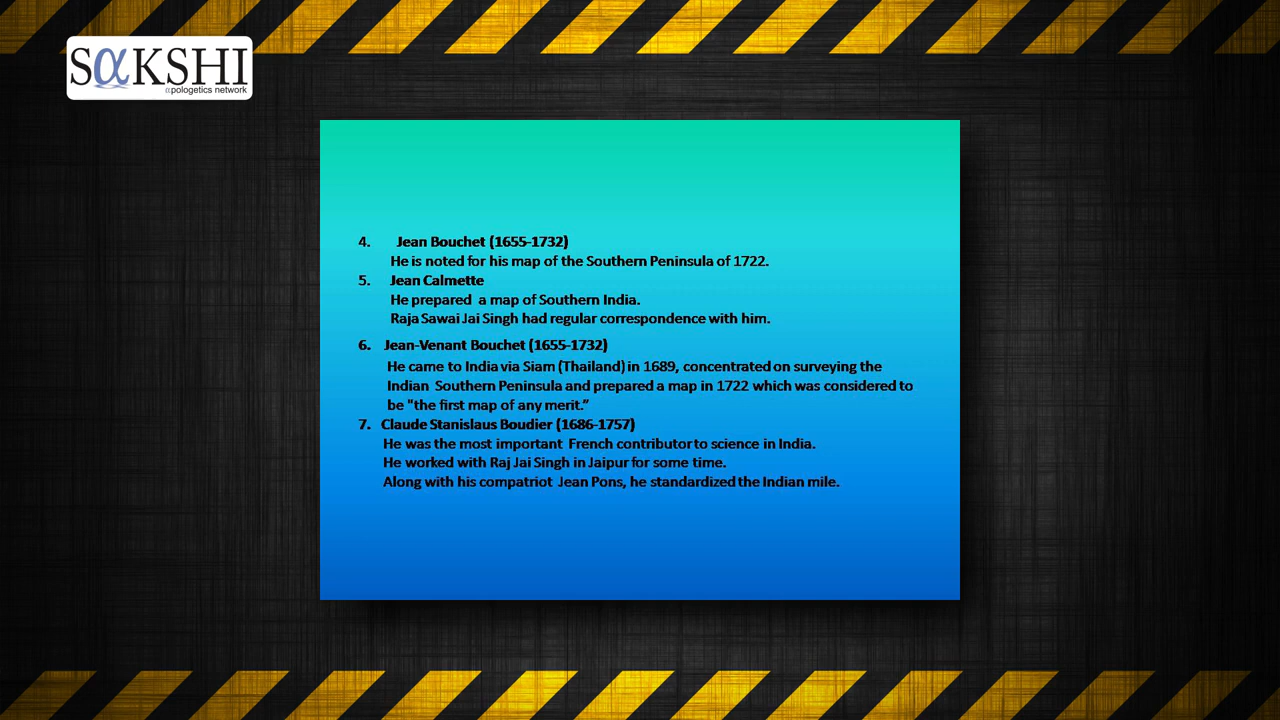 SαKSHI
αpologetics network
4. Jean Bouchet (1655-1732)
He is noted for his map of the Southern Peninsula of 1722.
5. Jean Calmette
He prepared a map of Southern India.
Raja Sawai Jai Singh had regular correspondence with him.
6. Jean-Venant Bouchet (1655-1732)
He came to India via Siam (Thailand) in 1689, concentrated on surveying the
Indian Southern Peninsula and prepared a map in 1722 which was considered to
be "the first map of any merit.”
7. Claude Stanislaus Boudier (1686-1757)
He was the most important French contributor to science in India.
He worked with Raj Jai Singh in Jaipur for some time.
Along with his compatriot Jean Pons, he standardized the Indian mile.